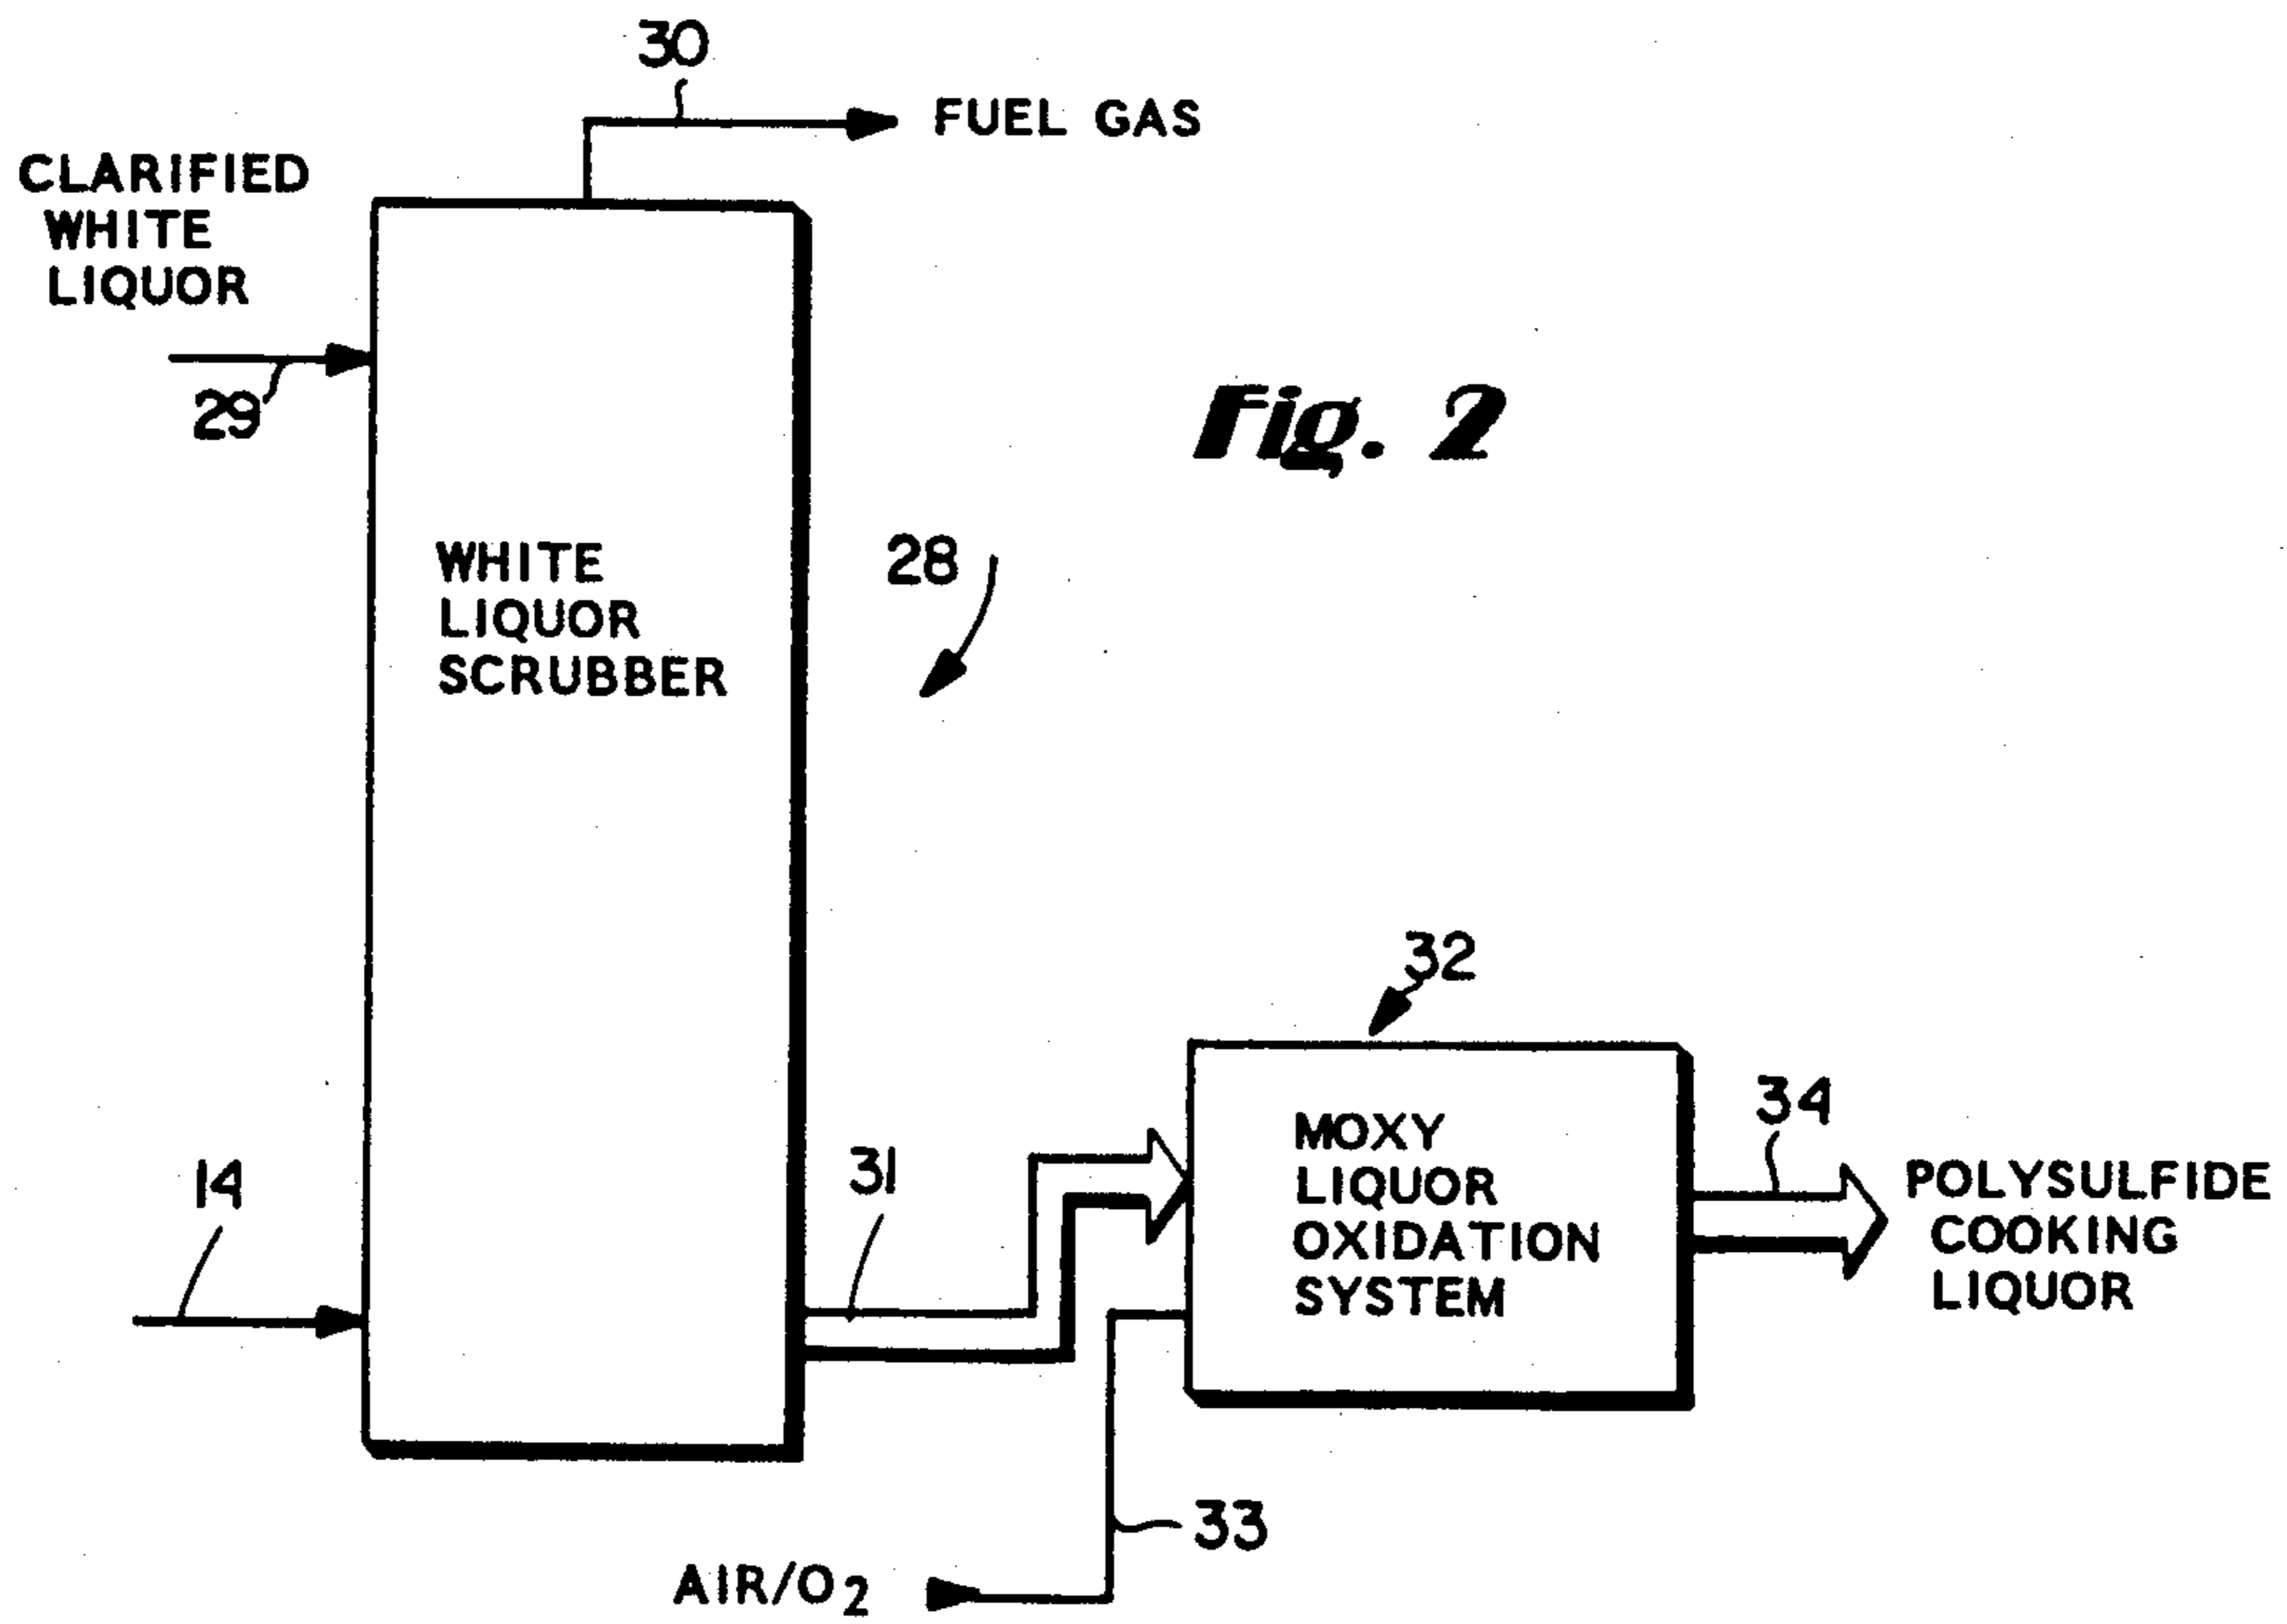 30
FUEL GAS
CLARIFIED
WHITE
LIQUOR
29
Fig. 2
WHITE
LIQUOR
SCRUBBER
28
32
MOXY
LIQUOR
OXIDATION
SYSTEM
34
POLYSULFIDE
COOKING
LIQUOR
14
31
33
AIR/O2